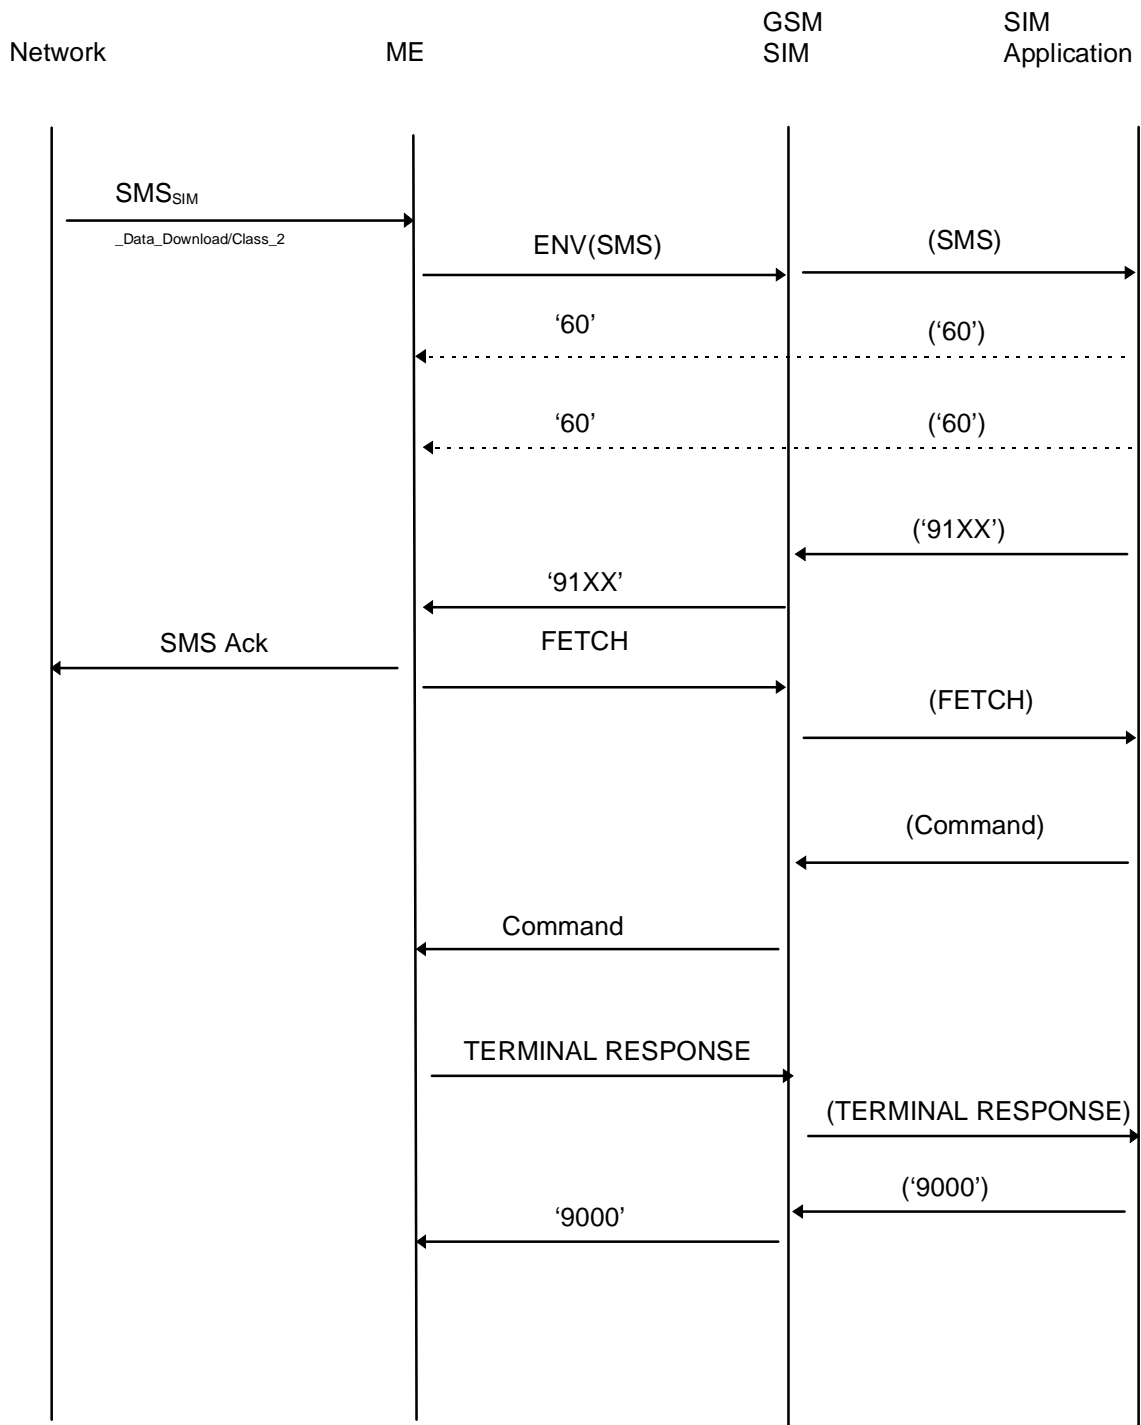 GSM
SIM
SIM
Application
Network
ME
SMSSIM
_Data_Download/Class_2
ENV(SMS)
(SMS)
‘60’
(‘60’)
‘60’
(‘60’)
(‘91XX’)
‘91XX’
SMS Ack
FETCH
(FETCH)
(Command)
Command
TERMINAL RESPONSE
(TERMINAL RESPONSE)
(‘9000’)
‘9000’